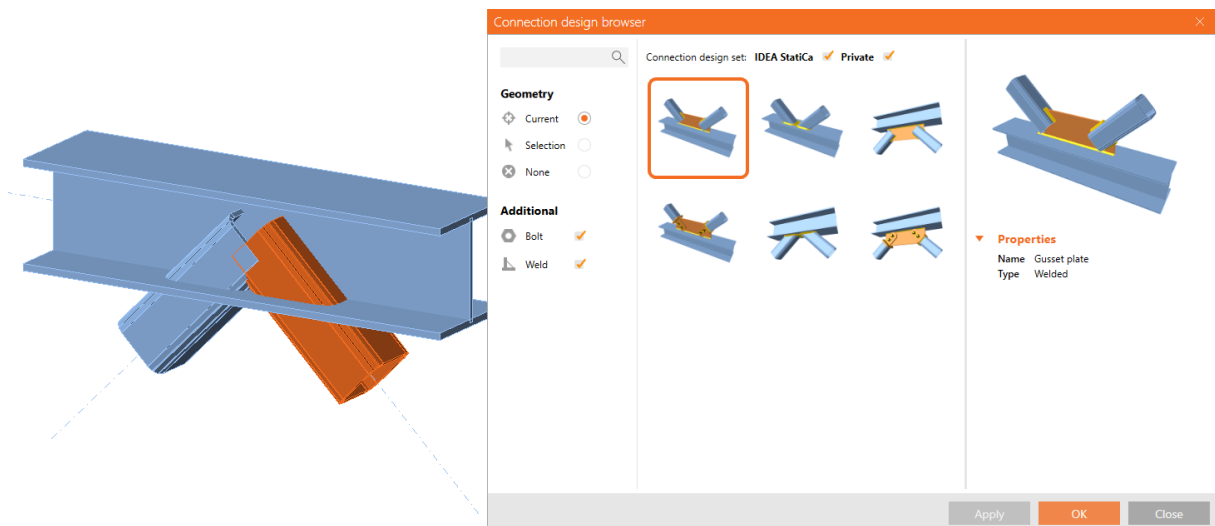 Connection design browser
Connection design set: IDEA StatiCa Private
Geometry
Current
Selection
None
Additional
Bolt
Weld
Properties
Name Gusset plate
Type Welded
Apply OK Close